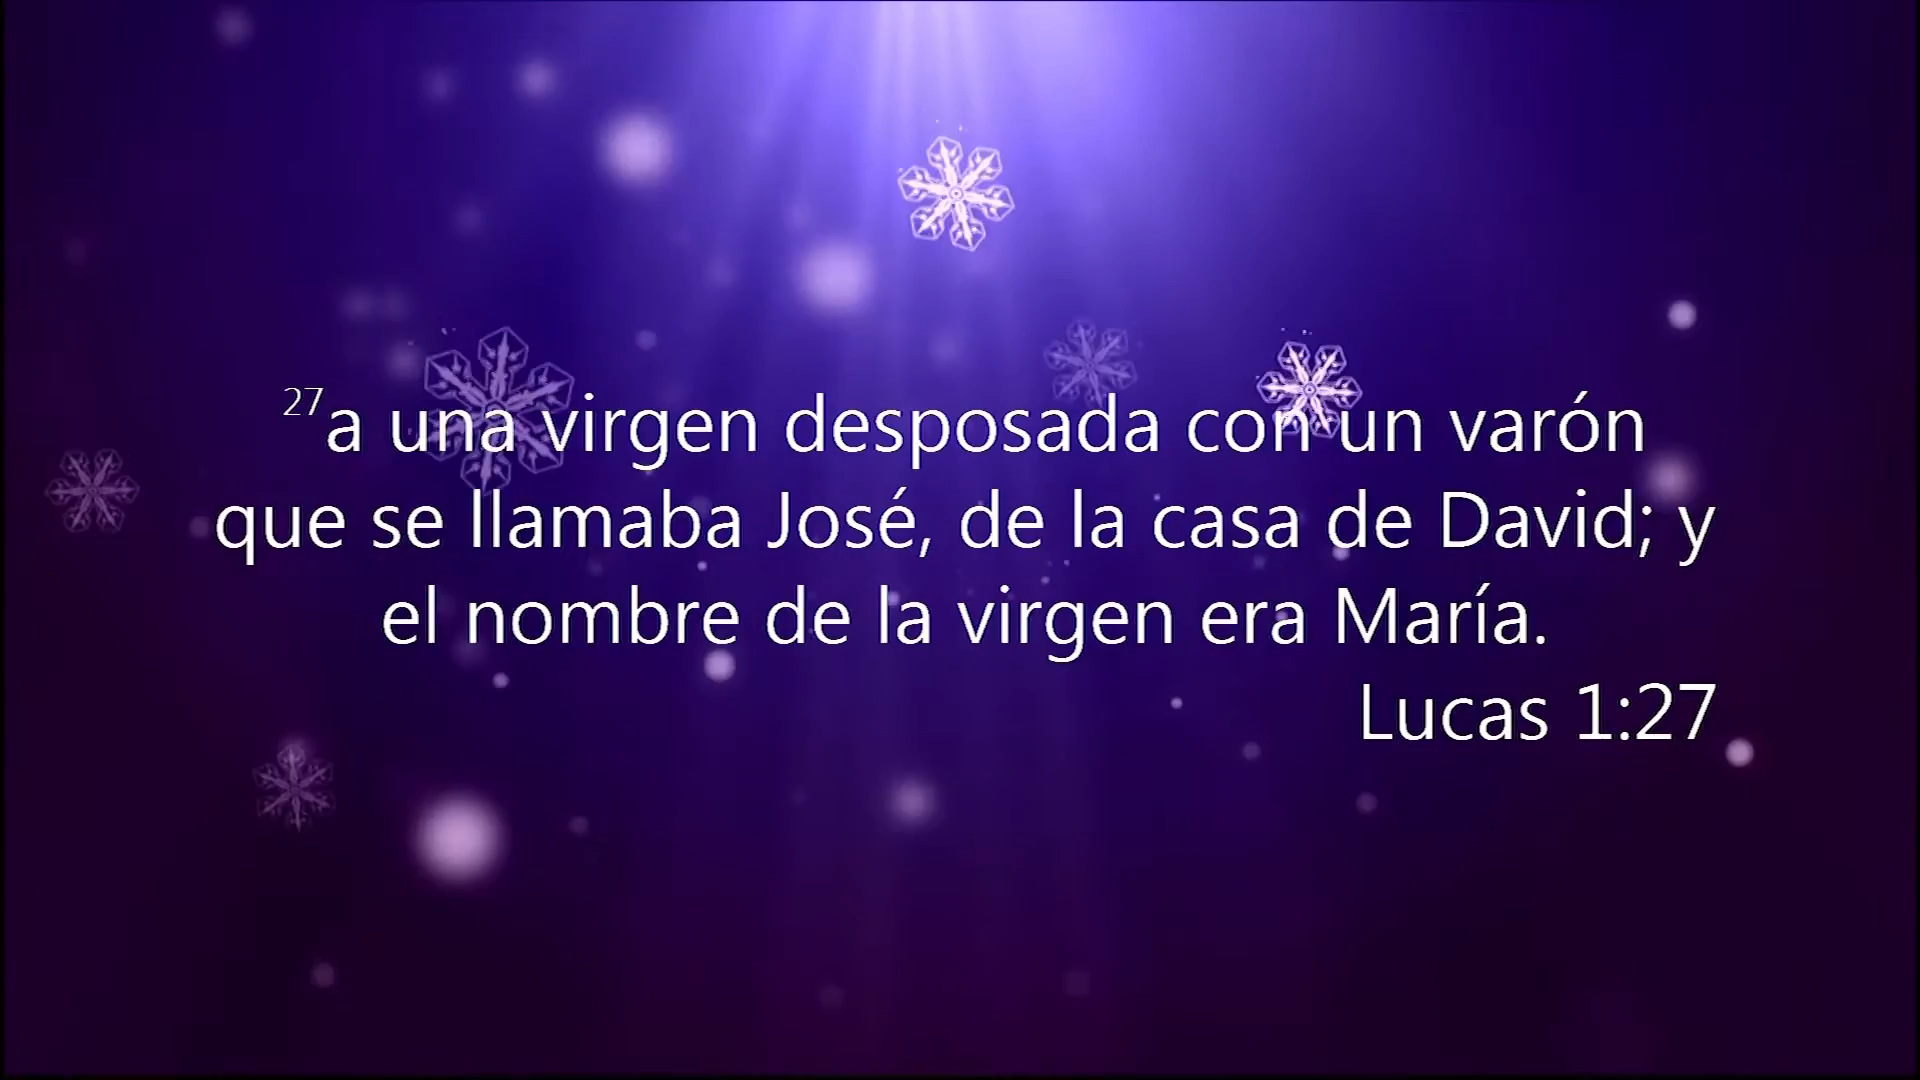 27a una virgen desposada con un varón
que se llamaba José, de la casa de David; y
el nombre de la virgen era María.
Lucas 1:27